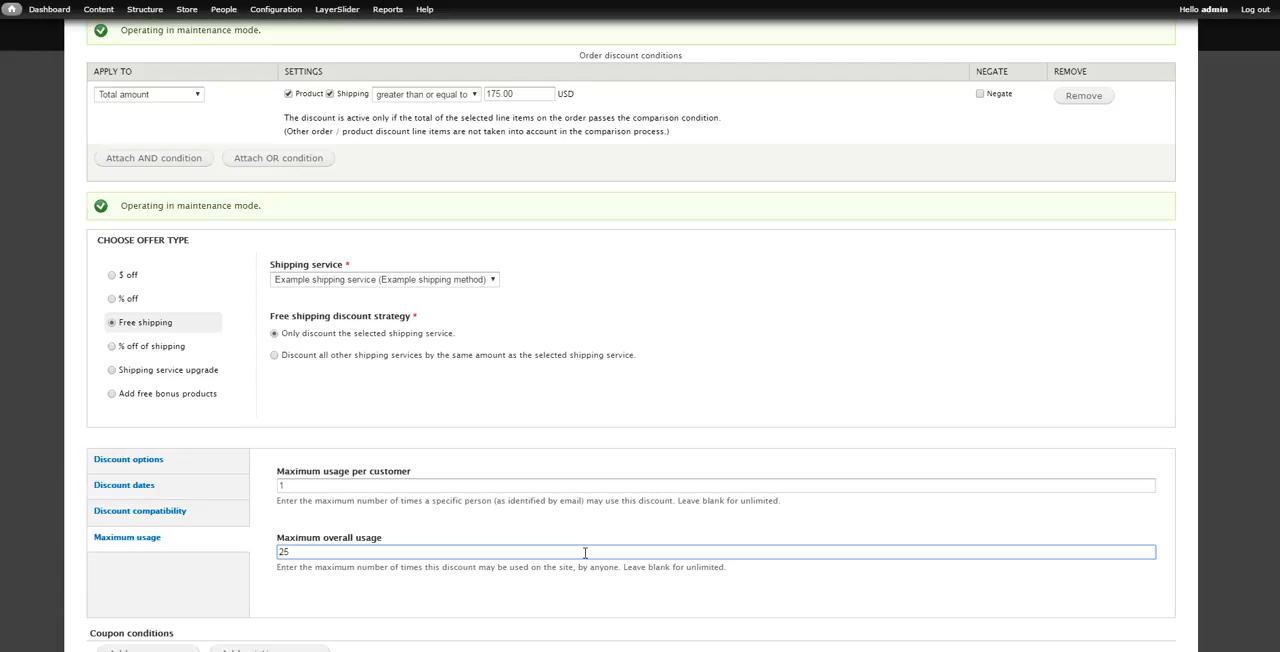 Dashboard Content Structure Store People Configuration LayerSlider Reports Help Hello admin Log out
Operating in maintenance mode.
Order discount conditions
APPLY TO SETTINGS NEGATE REMOVE
Total amount Product Shipping greater than or equal to 175.00 USD Negate Remove
The discount is active only if the total of the selected line items on the order passes the comparison condition.
(Other order / product discount line items are not taken into account in the comparison process.)
Attach AND condition Attach OR condition
Operating in maintenance mode.
CHOOSE OFFER TYPE
$ off
% off
Free shipping
% off of shipping
Shipping service upgrade
Add free bonus products
Shipping service *
Example shipping service (Example shipping method)
Free shipping discount strategy *
Only discount the selected shipping service.
Discount all other shipping services by the same amount as the selected shipping service.
Discount options
Discount dates
Discount compatibility
Maximum usage
Maximum usage per customer
1
Enter the maximum number of times a specific person (as identified by email) may use this discount. Leave blank for unlimited.
Maximum overall usage
25
Enter the maximum number of times this discount may be used on the site, by anyone. Leave blank for unlimited.
Coupon conditions